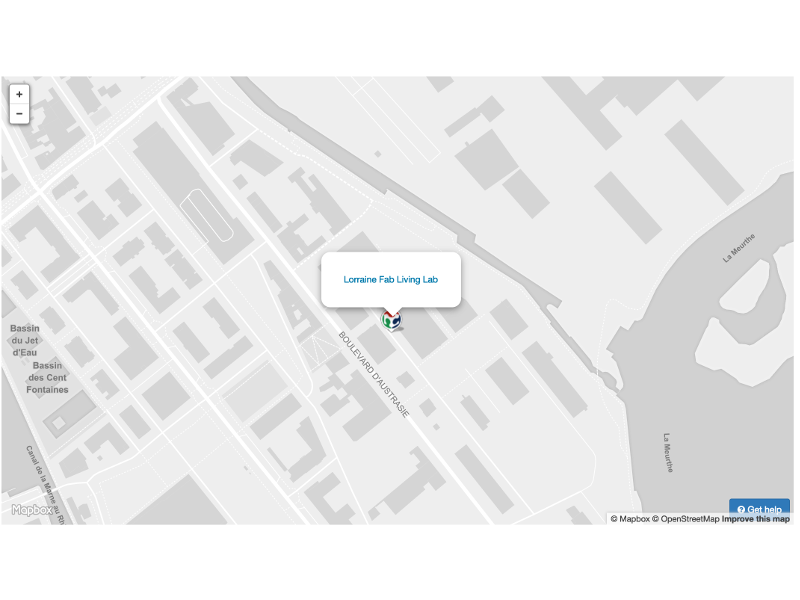 +
−
Lorraine Fab Living Lab
La Meurthe
Bassin
du Jet
d'Eau
Bassin
des Cent
Fontaines
BOULEVARD D'AUSTRASIE
La Meurthe
Canal de la Marne au Rh
Mapbox
Get help
© Mapbox © OpenStreetMap Improve this map